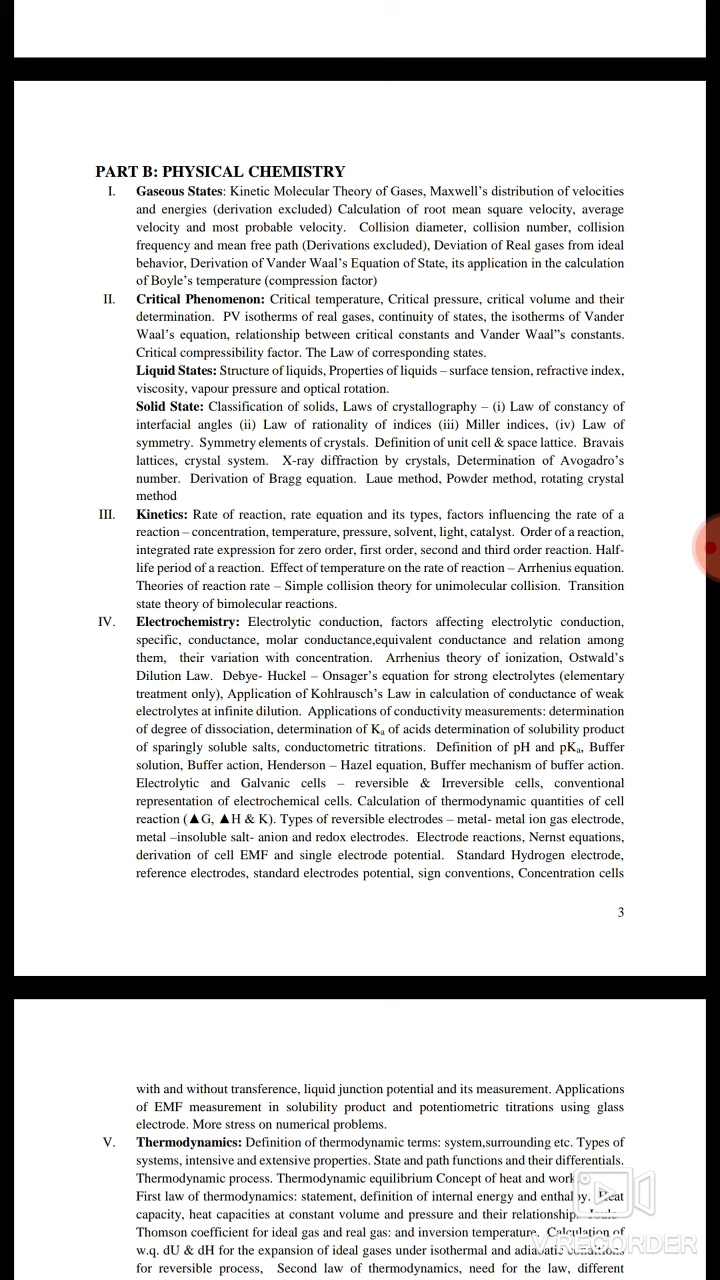 PART B: PHYSICAL CHEMISTRY
I. Gaseous States: Kinetic Molecular Theory of Gases, Maxwell's distribution of velocities
and energies (derivation excluded) Calculation of root mean square velocity, average
velocity and most probable velocity. Collision diameter, collision number, collision
frequency and mean free path (Derivations excluded), Deviation of Real gases from ideal
behavior, Derivation of Vander Waal's Equation of State, its application in the calculation
of Boyle's temperature (compression factor)
II. Critical Phenomenon: Critical temperature, Critical pressure, critical volume and their
determination. PV isotherms of real gases, continuity of states, the isotherms of Vander
Waal's equation, relationship between critical constants and Vander Waal"s constants.
Critical compressibility factor. The Law of corresponding states.
Liquid States: Structure of liquids, Properties of liquids – surface tension, refractive index,
viscosity, vapour pressure and optical rotation.
Solid State: Classification of solids, Laws of crystallography – (i) Law of constancy of
interfacial angles (ii) Law of rationality of indices (iii) Miller indices, (iv) Law of
symmetry. Symmetry elements of crystals. Definition of unit cell & space lattice. Bravais
lattices, crystal system. X-ray diffraction by crystals, Determination of Avogadro's
number. Derivation of Bragg equation. Laue method, Powder method, rotating crystal
method
III. Kinetics: Rate of reaction, rate equation and its types, factors influencing the rate of a
reaction – concentration, temperature, pressure, solvent, light, catalyst. Order of a reaction,
integrated rate expression for zero order, first order, second and third order reaction. Half-
life period of a reaction. Effect of temperature on the rate of reaction – Arrhenius equation.
Theories of reaction rate – Simple collision theory for unimolecular collision. Transition
state theory of bimolecular reactions.
IV. Electrochemistry: Electrolytic conduction, factors affecting electrolytic conduction,
specific, conductance, molar conductance,equivalent conductance and relation among
them, their variation with concentration. Arrhenius theory of ionization, Ostwald's
Dilution Law. Debye- Huckel – Onsager's equation for strong electrolytes (elementary
treatment only), Application of Kohlrausch's Law in calculation of conductance of weak
electrolytes at infinite dilution. Applications of conductivity measurements: determination
of degree of dissociation, determination of Ka of acids determination of solubility product
of sparingly soluble salts, conductometric titrations. Definition of pH and pKa, Buffer
solution, Buffer action, Henderson – Hazel equation, Buffer mechanism of buffer action.
Electrolytic and Galvanic cells – reversible & Irreversible cells, conventional
representation of electrochemical cells. Calculation of thermodynamic quantities of cell
reaction (▲G, ▲H & K). Types of reversible electrodes – metal- metal ion gas electrode,
metal –insoluble salt- anion and redox electrodes. Electrode reactions, Nernst equations,
derivation of cell EMF and single electrode potential. Standard Hydrogen electrode,
reference electrodes, standard electrodes potential, sign conventions, Concentration cells
3
with and without transference, liquid junction potential and its measurement. Applications
of EMF measurement in solubility product and potentiometric titrations using glass
electrode. More stress on numerical problems.
V. Thermodynamics: Definition of thermodynamic terms: system,surrounding etc. Types of
systems, intensive and extensive properties. State and path functions and their differentials.
Thermodynamic process. Thermodynamic equilibrium Concept of heat and work
First law of thermodynamics: statement, definition of internal energy and enthalpy. Heat
capacity, heat capacities at constant volume and pressure and their relationship. Joule-
Thomson coefficient for ideal gas and real gas: and inversion temperature. Calculation of
w.q. dU & dH for the expansion of ideal gases under isothermal and adiabatic conditions
for reversible process, Second law of thermodynamics, need for the law, different
V RECORDER